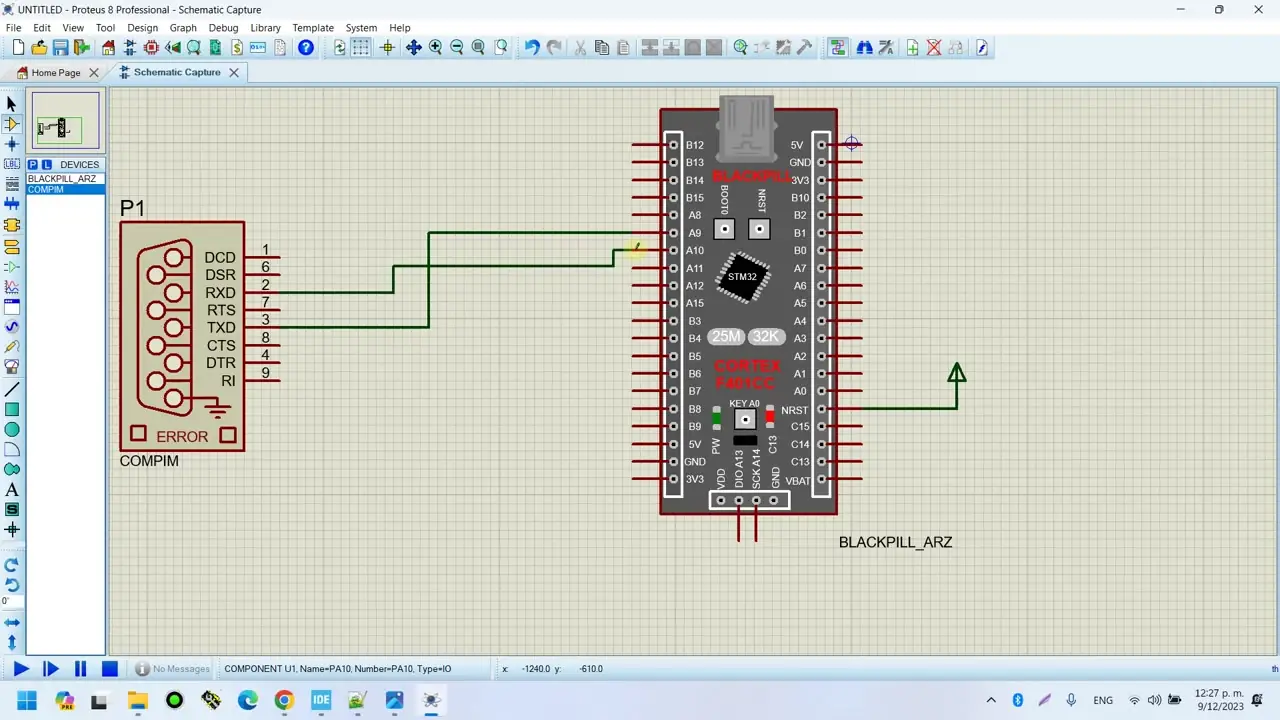 UNTITLED - Proteus 8 Professional - Schematic Capture
File Edit View Tool Design Graph Debug Library Template System Help
Home Page Schematic Capture
P L DEVICES
BLACKPILL_ARZ
COMPIM
P1
DCD 1
DSR 6
RXD 2
RTS 7
TXD 3
CTS 8
DTR 4
RI 9
ERROR
COMPIM
BLACKPILL
BOOT0 NRST
STM32
25M 32K
CORTEX
F401CC
KEY A0
PW C13
VDD DIO A13 SCK A14 GND
B12 5V
B13 GND
B14 3V3
B15 B10
A8 B2
A9 B1
A10 B0
A11 A7
A12 A6
A15 A5
B3 A4
B4 A3
B5 A2
B6 A1
B7 A0
B8 NRST
B9 C15
5V C14
GND C13
3V3 VBAT
BLACKPILL_ARZ
0°
No Messages COMPONENT U1, Name=PA10, Number=PA10, Type=IO x: -1240.0 y: -610.0 th
IDE
ENG 12:27 p. m.
9/12/2023